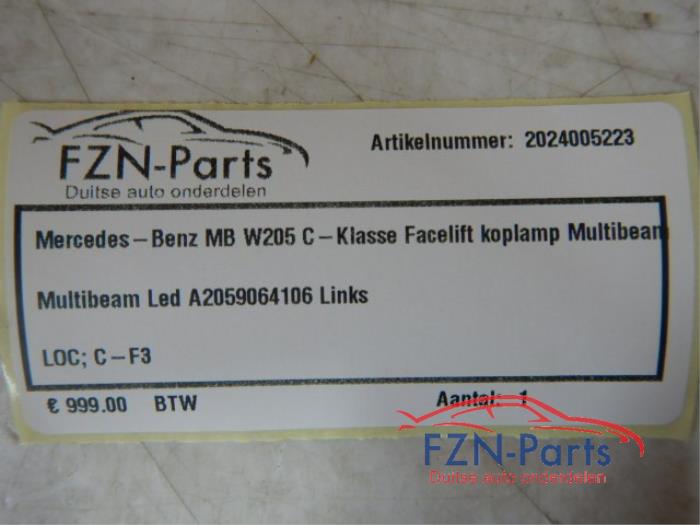 FZN-Parts
Duitse auto onderdelen
Artikelnummer: 2024005223
Mercedes-Benz MB W205 C-Klasse Facelift koplamp Multibeam
Multibeam Led A2059064106 Links
LOC; C-F3
€ 999.00 BTW
Aantal: 1
FZN-Parts
Duitse auto onderdelen